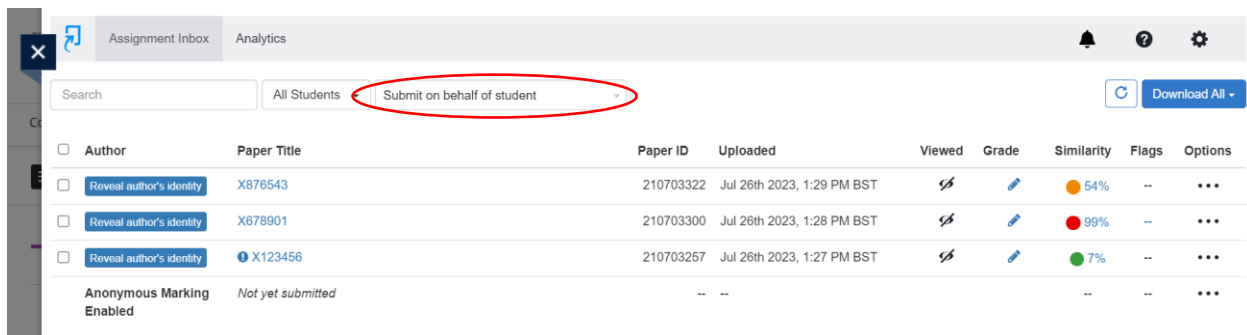 Assignment Inbox Analytics
Search All Students Submit on behalf of student Download All
Author Paper Title Paper ID Uploaded Viewed Grade Similarity Flags Options
Reveal author's identity X876543 210703322 Jul 26th 2023, 1:29 PM BST 54% -- •••
Reveal author's identity X678901 210703300 Jul 26th 2023, 1:28 PM BST 99% -- •••
Reveal author's identity X123456 210703257 Jul 26th 2023, 1:27 PM BST 7% -- •••
Anonymous Marking Not yet submitted -- -- -- -- •••
Enabled